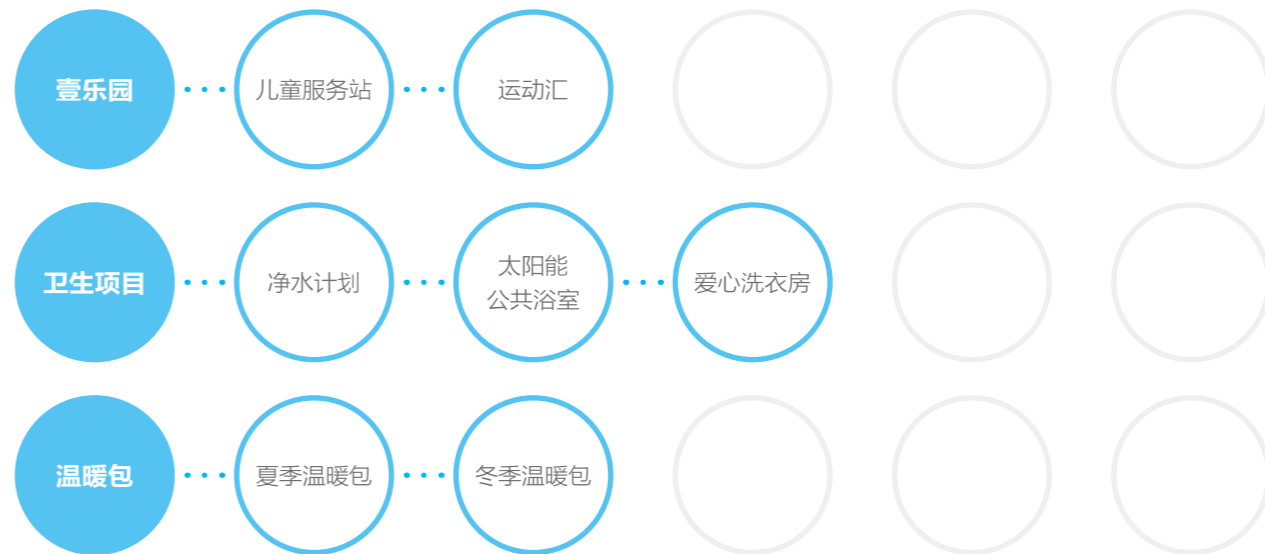 壹乐园
儿童服务站
运动汇
卫生项目
净水计划
太阳能
公共浴室
爱心洗衣房
温暖包
夏季温暖包
冬季温暖包